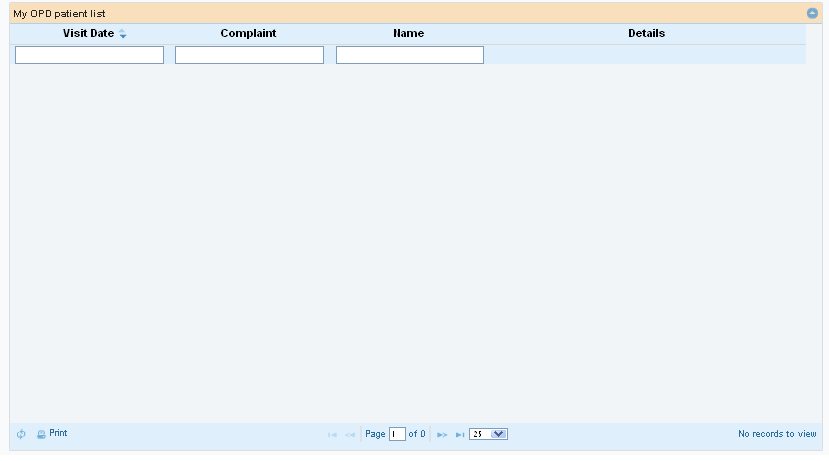 My OPD patient list
Visit Date Complaint Name Details
Print Page 1 of 0 25 No records to view